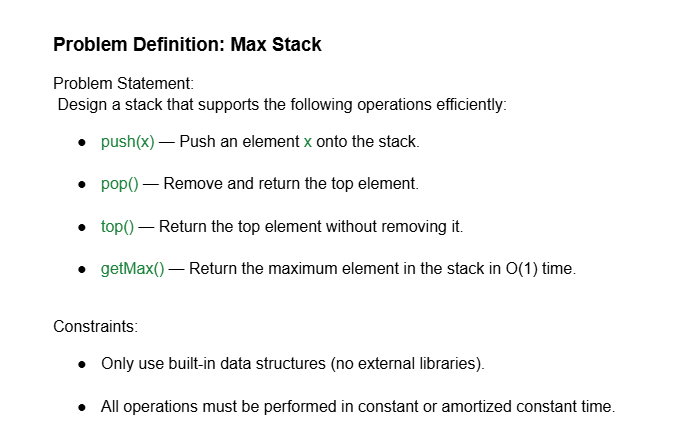 Problem Definition: Max Stack
Problem Statement:
Design a stack that supports the following operations efficiently:
● push(x) — Push an element x onto the stack.
● pop() — Remove and return the top element.
● top() — Return the top element without removing it.
● getMax() — Return the maximum element in the stack in O(1) time.
Constraints:
● Only use built-in data structures (no external libraries).
● All operations must be performed in constant or amortized constant time.